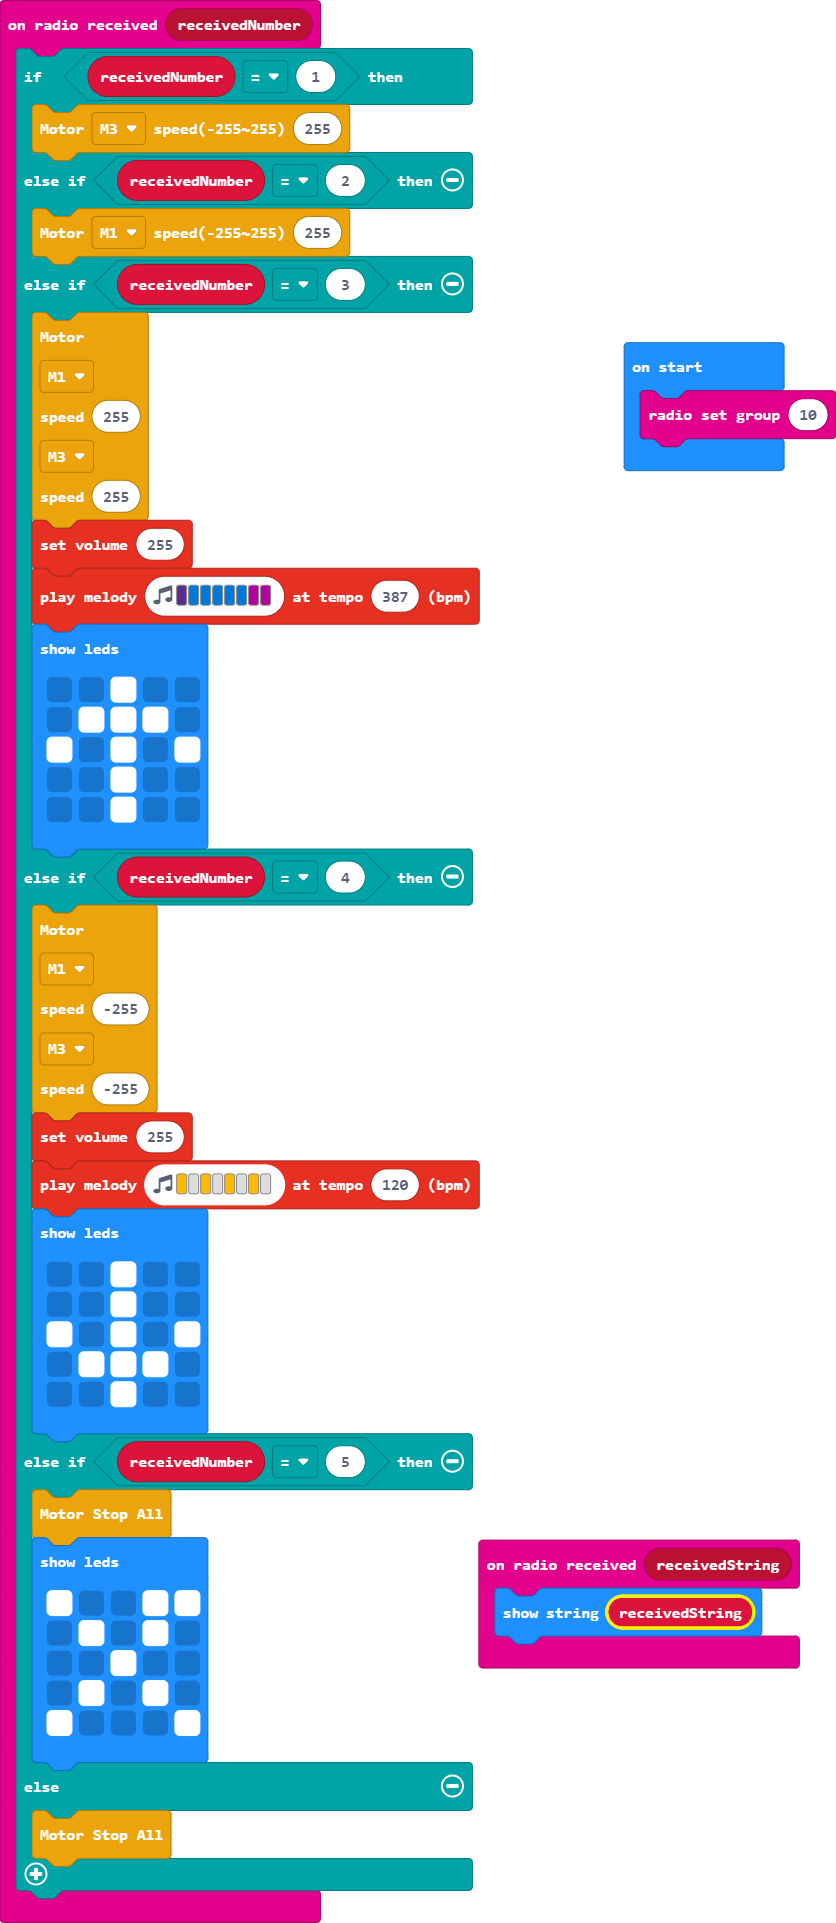 on radio received receivedNumber
if receivedNumber = 1 then
Motor M3 speed(-255~255) 255
else if receivedNumber = 2 then
Motor M1 speed(-255~255) 255
else if receivedNumber = 3 then
Motor
M1
speed 255
M3
speed 255
set volume 255
play melody at tempo 387 (bpm)
show leds
else if receivedNumber = 4 then
Motor
M1
speed -255
M3
speed -255
set volume 255
play melody at tempo 120 (bpm)
show leds
else if receivedNumber = 5 then
Motor Stop All
show leds
else
Motor Stop All
on start
radio set group 10
on radio received receivedString
show string receivedString